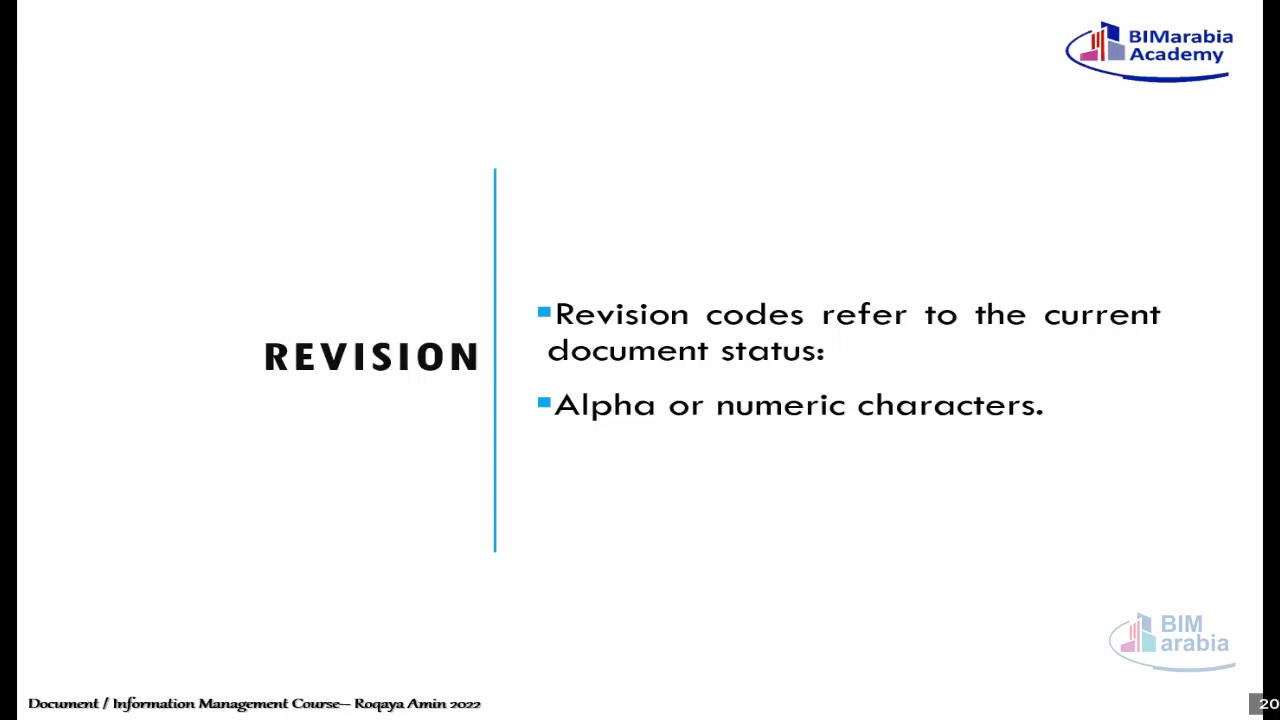 BIMarabia
Academy
REVISION
Revision codes refer to the current
document status:
Alpha or numeric characters.
BIM
arabia
Document / Information Management Course-- Roqaya Amin 2022
20